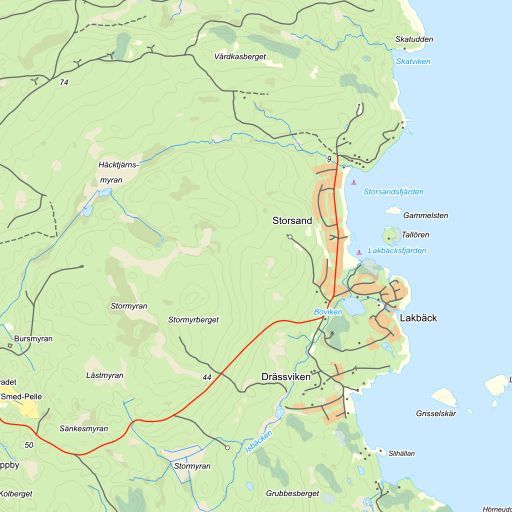 Skatudden
Vårdkasberget
Skatviken
74
9
Häcktjärns-
myran
Storsandsfjärden
Gammelsten
Storsand
Tallören
Lakbäcksfjärden
Stormyran
Boviken
Stormyrberget
Lakbäck
Bursmyran
Låstmyran
44
Drässviken
radet
Smed-Pelle
Grisselskär
Sänkesmyran
50
Isbäcken
Slihällan
ppby
Stormyran
Kolberget
Grubbesberget
Hörneudd